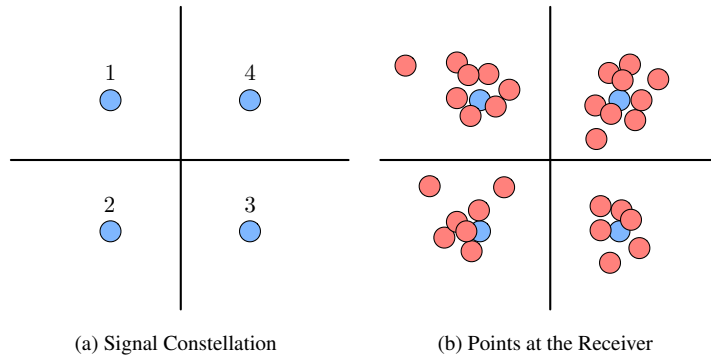 1
4
2
3
(a) Signal Constellation
(b) Points at the Receiver